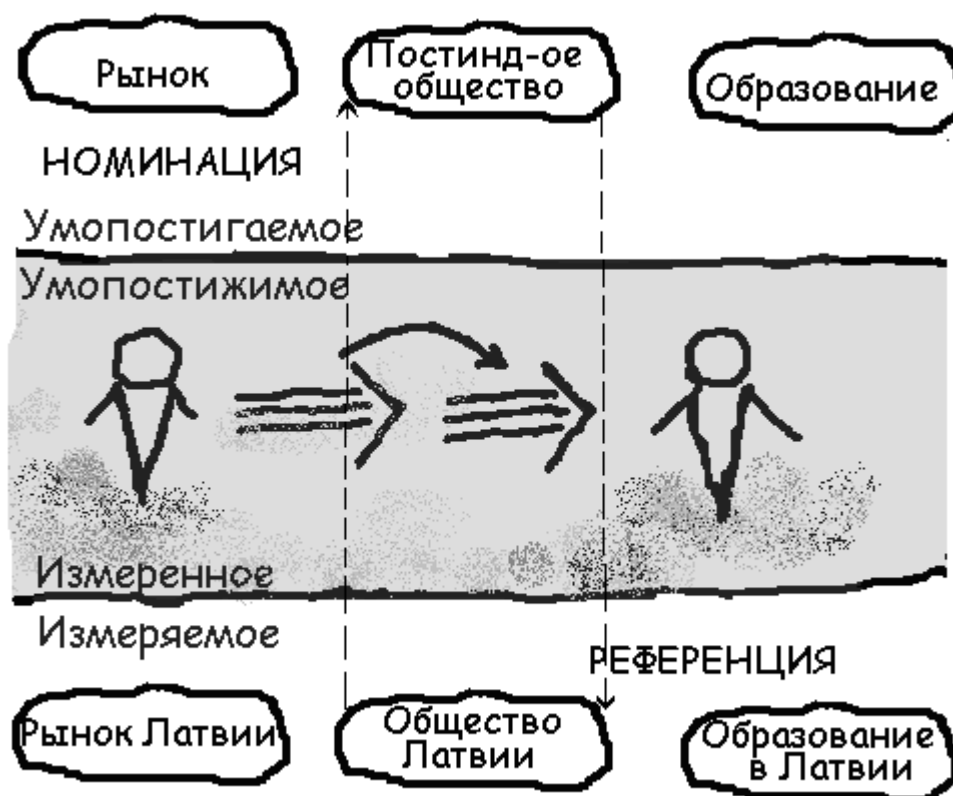 Рынок
Постинд-ое
общество
Образование
НОМИНАЦИЯ
Умопостигаемое
Умопостижимое
Измеренное
Измеряемое
РЕФЕРЕНЦИЯ
Рынок Латвии
Общество
Латвии
Образование
в Латвии